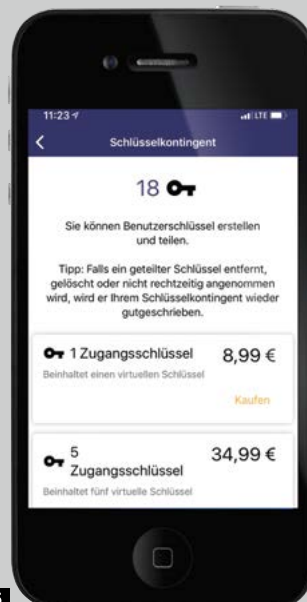 11:23
LTE
Schlüsselkontingent
18
Sie können Benutzerschlüssel erstellen
und teilen.
Tipp: Falls ein geteilter Schlüssel entfernt,
gelöscht oder nicht rechtzeitig angenommen
wird, wird er Ihrem Schlüsselkontingent wieder
gutgeschrieben.
1 Zugangsschlüssel 8,99 €
Beinhaltet einen virtuellen Schlüssel
Kaufen
5
Zugangsschlüssel 34,99 €
Beinhaltet fünf virtuelle Schlüssel